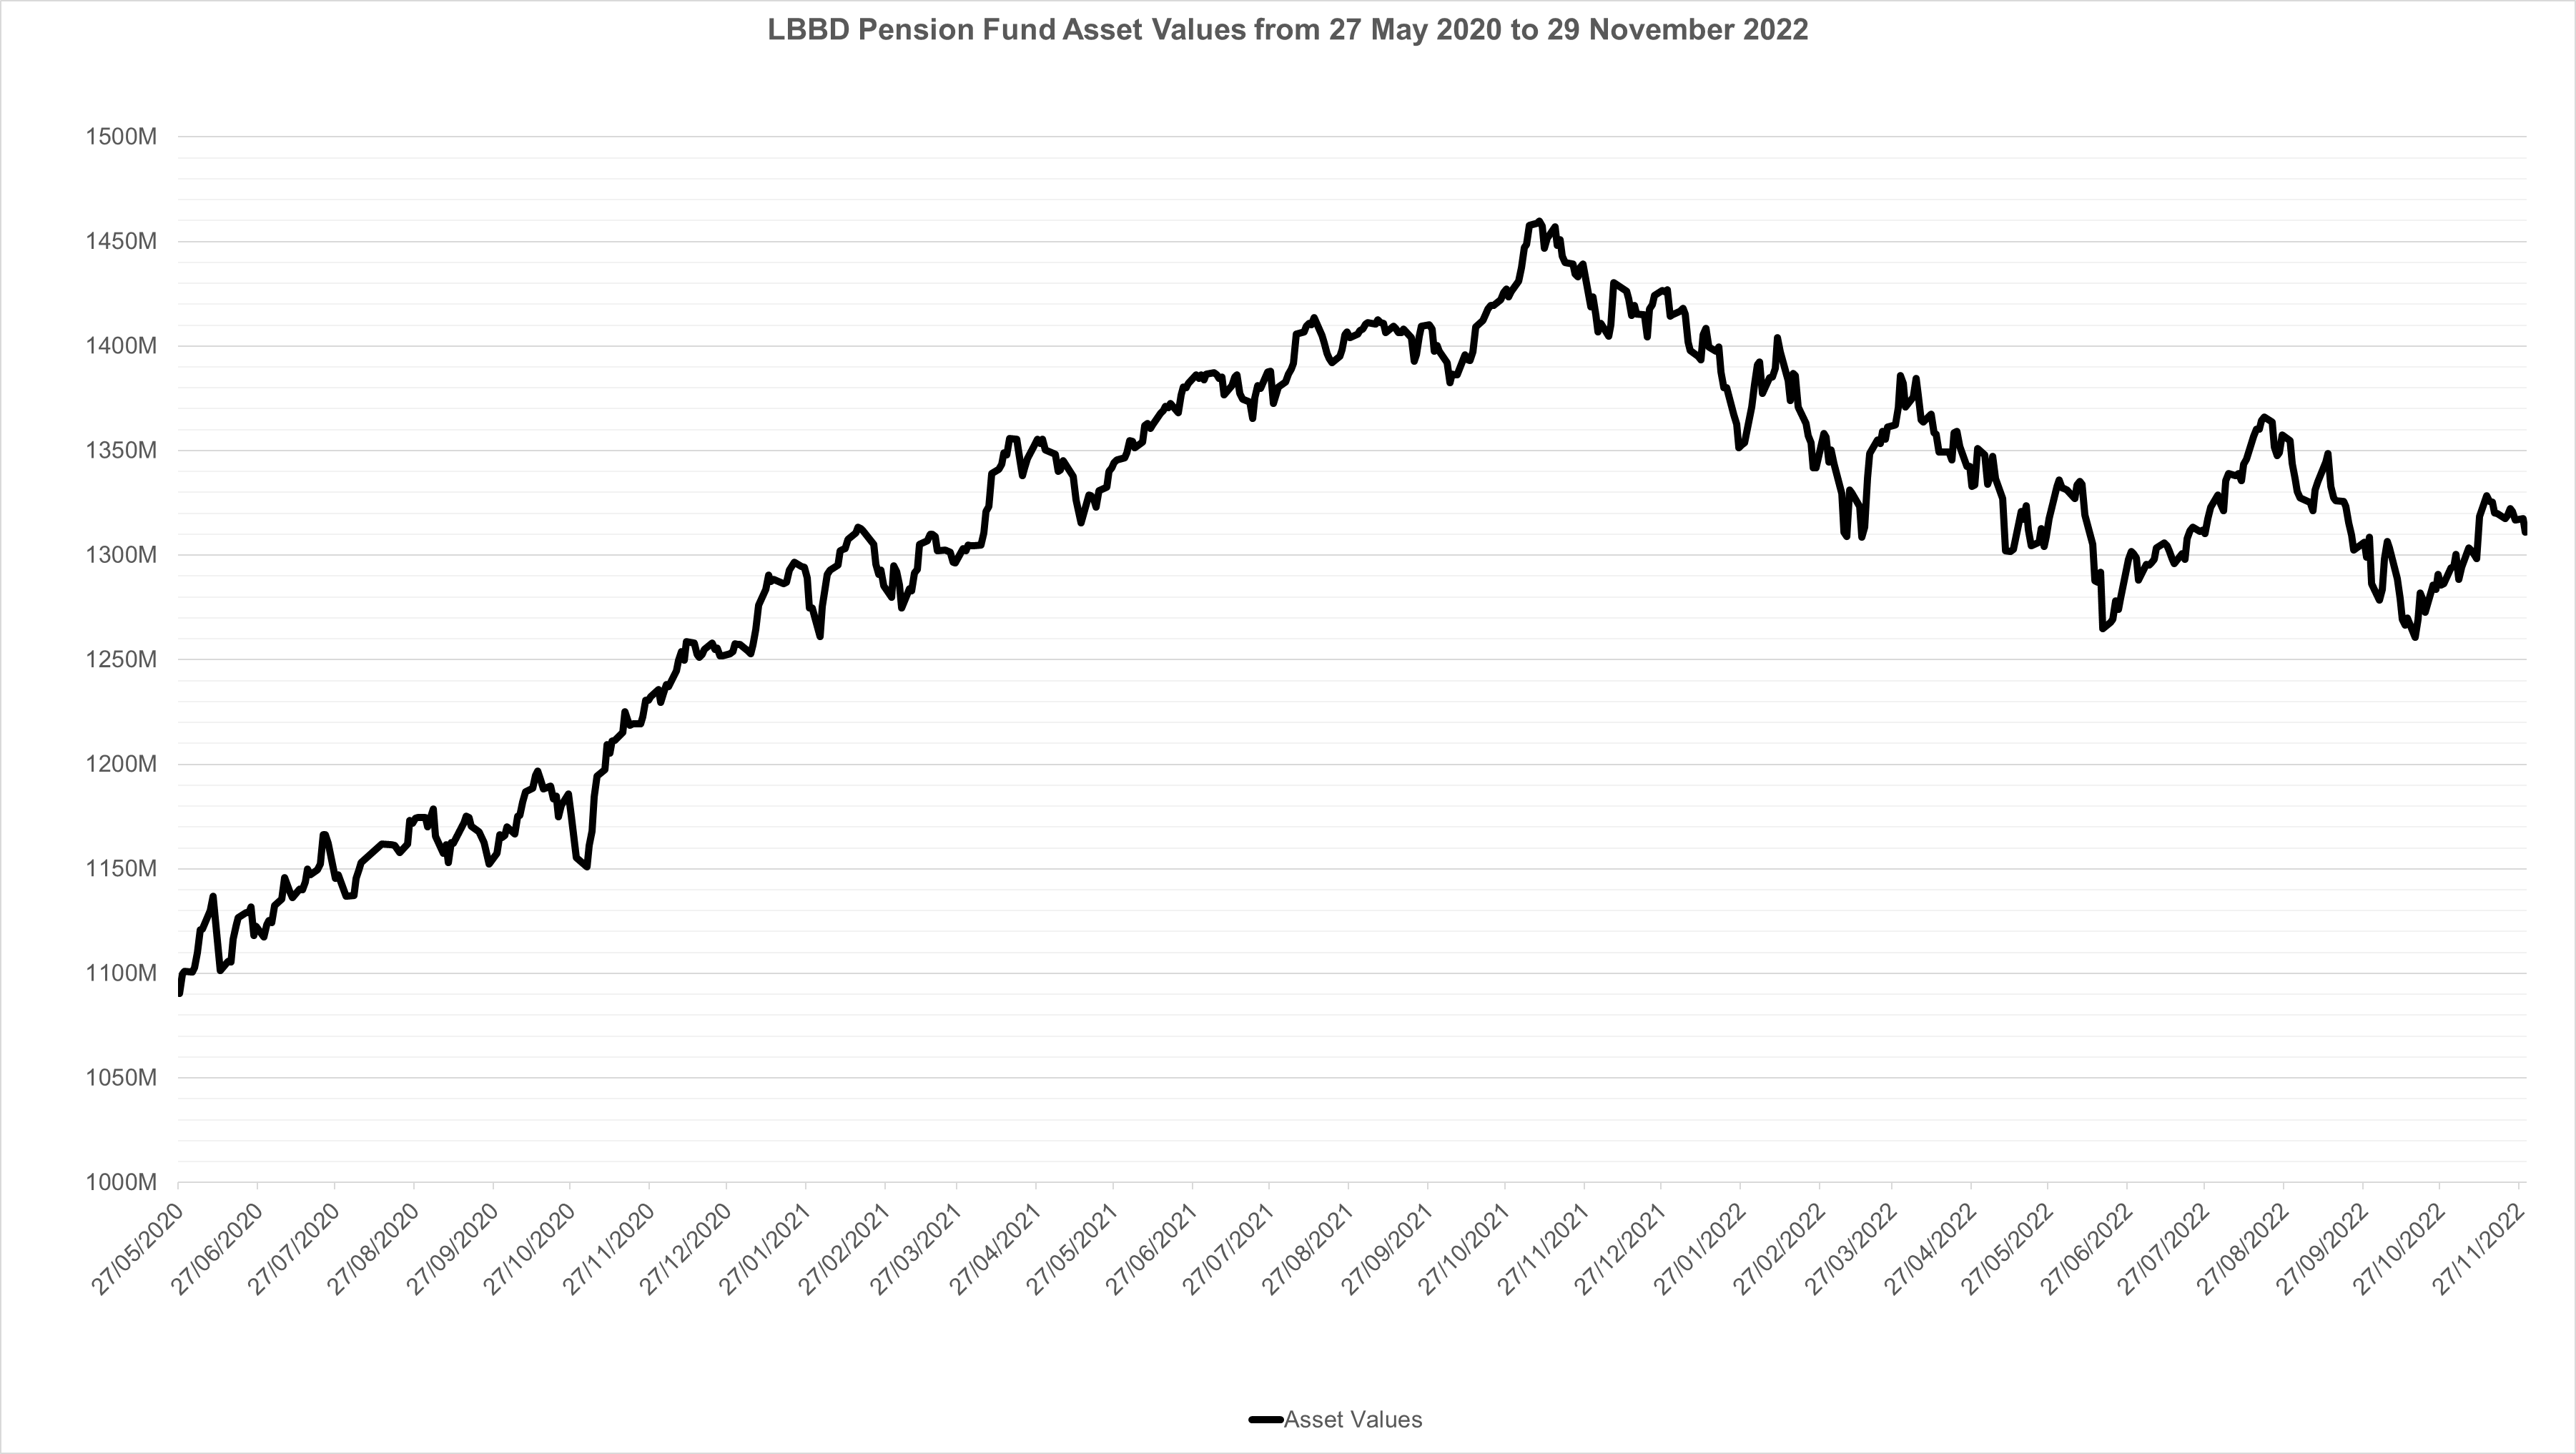 LBBD Pension Fund Asset Values from 27 May 2020 to 29 November 2022
1500M
1450M
1400M
1350M
1300M
1250M
1200M
1150M
1100M
1050M
1000M
27/05/2020
27/06/2020
27/07/2020
27/08/2020
27/09/2020
27/10/2020
27/11/2020
27/12/2020
27/01/2021
27/02/2021
27/03/2021
27/04/2021
27/05/2021
27/06/2021
27/07/2021
27/08/2021
27/09/2021
27/10/2021
27/11/2021
27/12/2021
27/01/2022
27/02/2022
27/03/2022
27/04/2022
27/05/2022
27/06/2022
27/07/2022
27/08/2022
27/09/2022
27/10/2022
27/11/2022
Asset Values